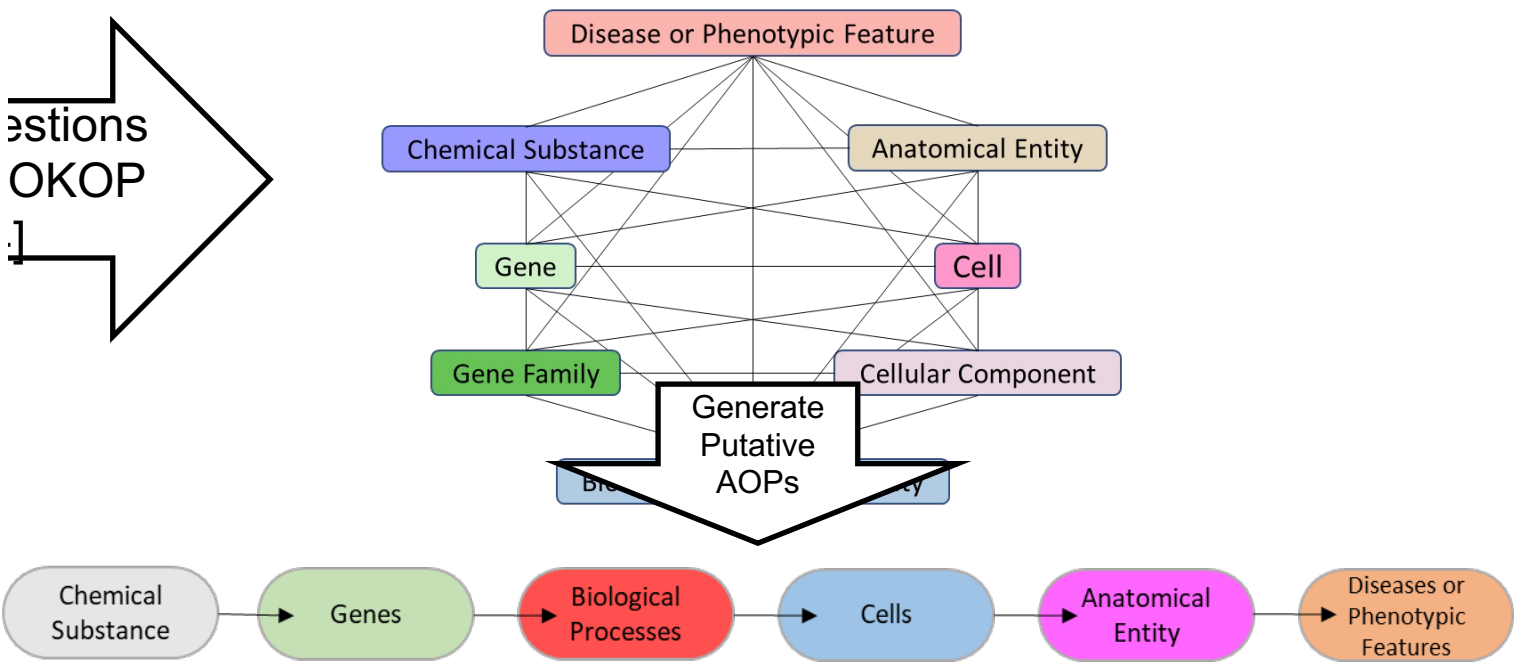 Disease or Phenotypic Feature
Chemical Substance
Anatomical Entity
OKOP
Gene
Cell
Gene Family
Cellular Component
Generate
Putative
AOPs
Chemical
Substance
Genes
Biological
Processes
Cells
Anatomical
Entity
Diseases or
Phenotypic
Features